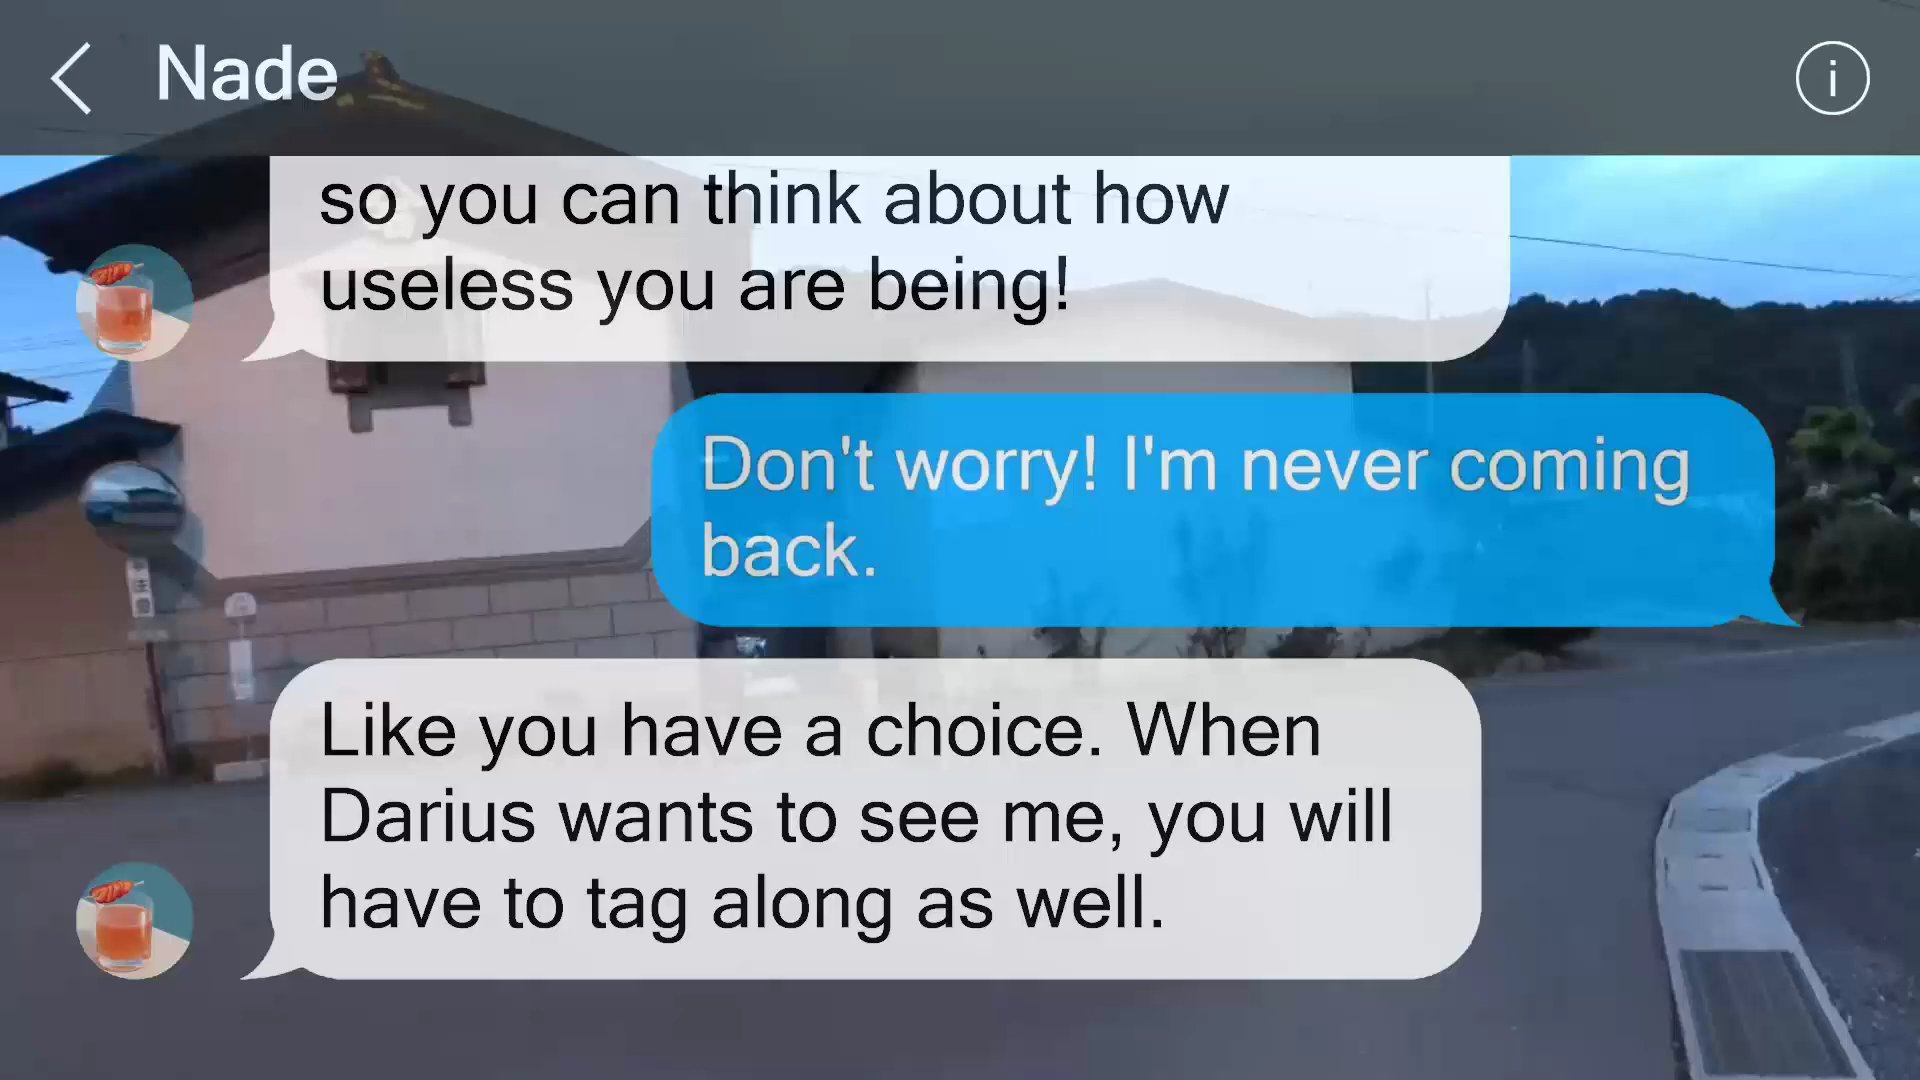 Nade
so you can think about how
useless you are being!
Don't worry! I'm never coming
back.
Like you have a choice. When
Darius wants to see me, you will
have to tag along as well.